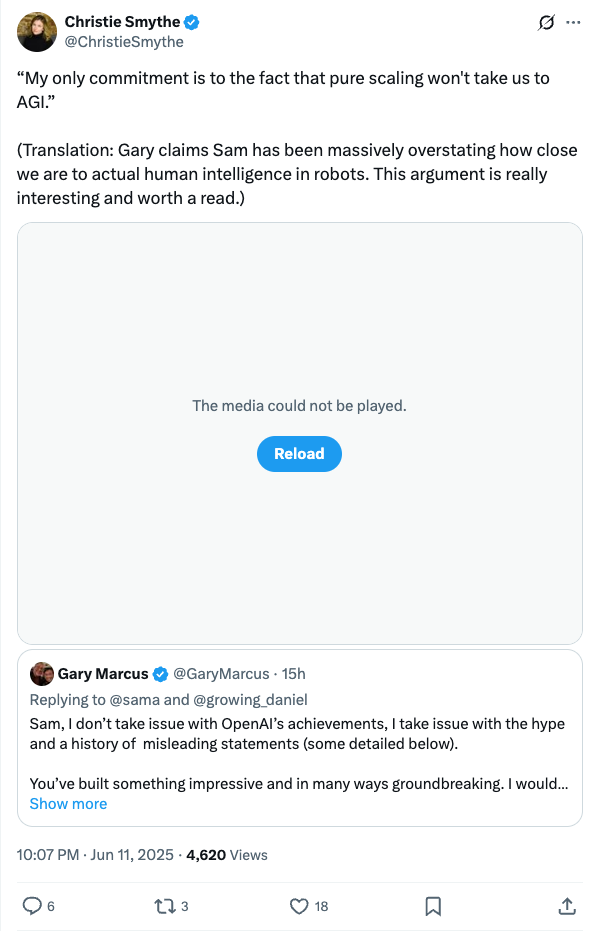 Christie Smythe
@ChristieSmythe
“My only commitment is to the fact that pure scaling won't take us to
AGI.”
(Translation: Gary claims Sam has been massively overstating how close
we are to actual human intelligence in robots. This argument is really
interesting and worth a read.)
The media could not be played.
Reload
Gary Marcus @GaryMarcus · 15h
Replying to @sama and @growing_daniel
Sam, I don’t take issue with OpenAI’s achievements, I take issue with the hype
and a history of  misleading statements (some detailed below).
You’ve built something impressive and in many ways groundbreaking. I would...
Show more
10:07 PM · Jun 11, 2025 · 4,620 Views
6 3 18